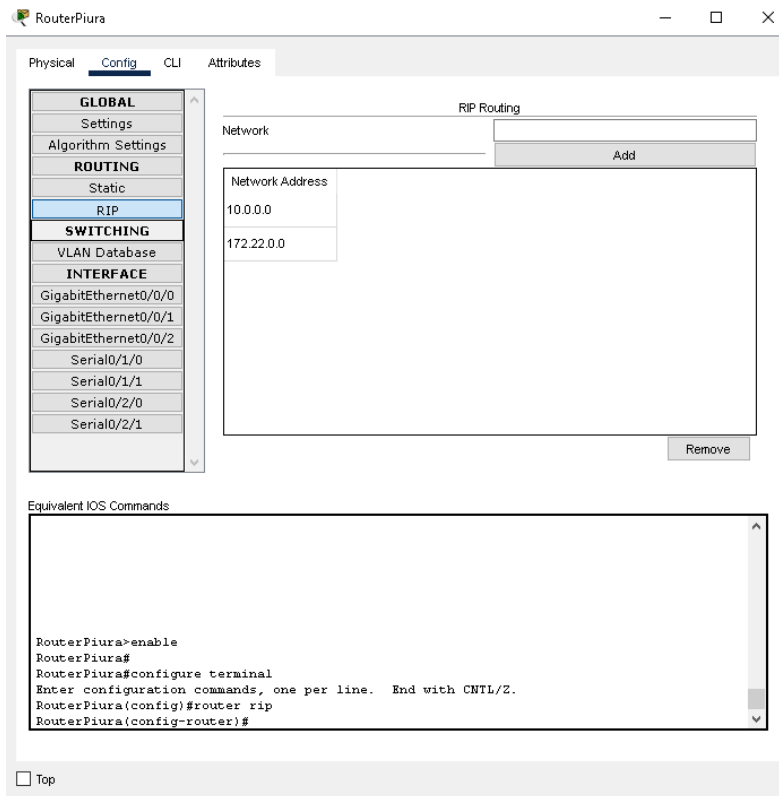 RouterPiura
Physical Config CLI Attributes
GLOBAL
Settings
Algorithm Settings
ROUTING
Static
RIP
SWITCHING
VLAN Database
INTERFACE
GigabitEthernet0/0/0
GigabitEthernet0/0/1
GigabitEthernet0/0/2
Serial0/1/0
Serial0/1/1
Serial0/2/0
Serial0/2/1
RIP Routing
Network
Add
Network Address
10.0.0.0
172.22.0.0
Remove
Equivalent IOS Commands
RouterPiura>enable
RouterPiura#
RouterPiura#configure terminal
Enter configuration commands, one per line.  End with CNTL/Z.
RouterPiura(config)#router rip
RouterPiura(config-router)#
Top